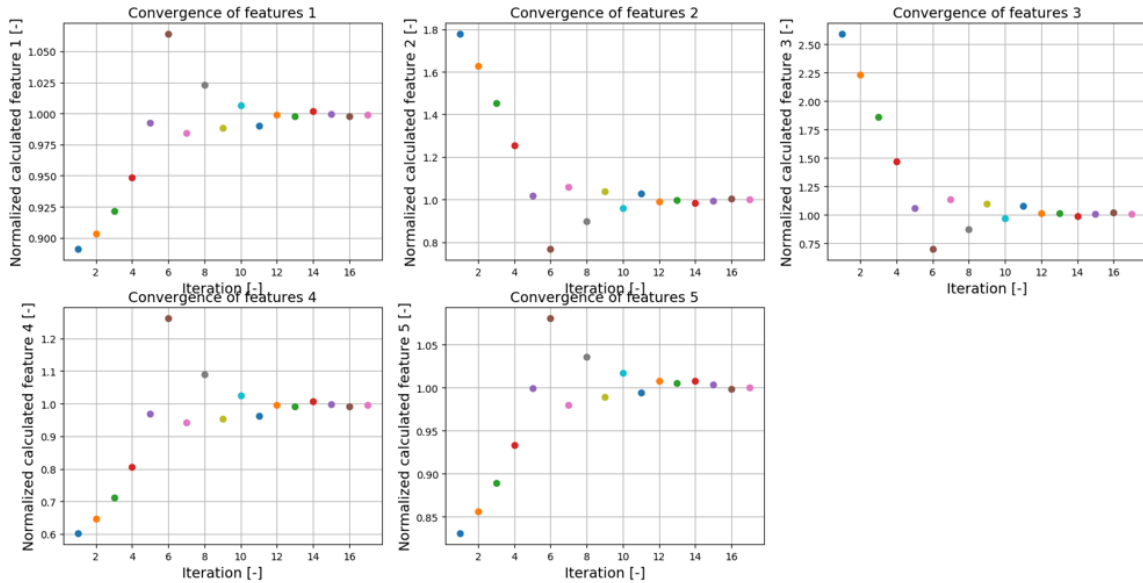 Convergence of features 1
Normalized calculated feature 1 [-]
1.050
1.025
1.000
0.975
0.950
0.925
0.900
2 4 6 8 10 12 14 16
Iteration [-]
Convergence of features 2
Normalized calculated feature 2 [-]
1.8
1.6
1.4
1.2
1.0
0.8
2 4 6 8 10 12 14 16
Iteration [-]
Convergence of features 3
Normalized calculated feature 3 [-]
2.50
2.25
2.00
1.75
1.50
1.25
1.00
0.75
2 4 6 8 10 12 14 16
Iteration [-]
Convergence of features 4
Normalized calculated feature 4 [-]
1.2
1.1
1.0
0.9
0.8
0.7
0.6
2 4 6 8 10 12 14 16
Iteration [-]
Convergence of features 5
Normalized calculated feature 5 [-]
1.05
1.00
0.95
0.90
0.85
2 4 6 8 10 12 14 16
Iteration [-]